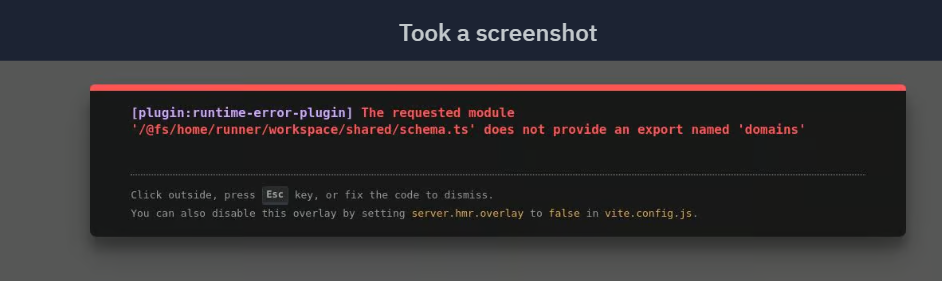 Took a screenshot
[plugin:runtime-error-plugin] The requested module
'/@fs/home/runner/workspace/shared/schema.ts' does not provide an export named 'domains'
Click outside, press Esc key, or fix the code to dismiss.
You can also disable this overlay by setting server.hmr.overlay to false in vite.config.js.